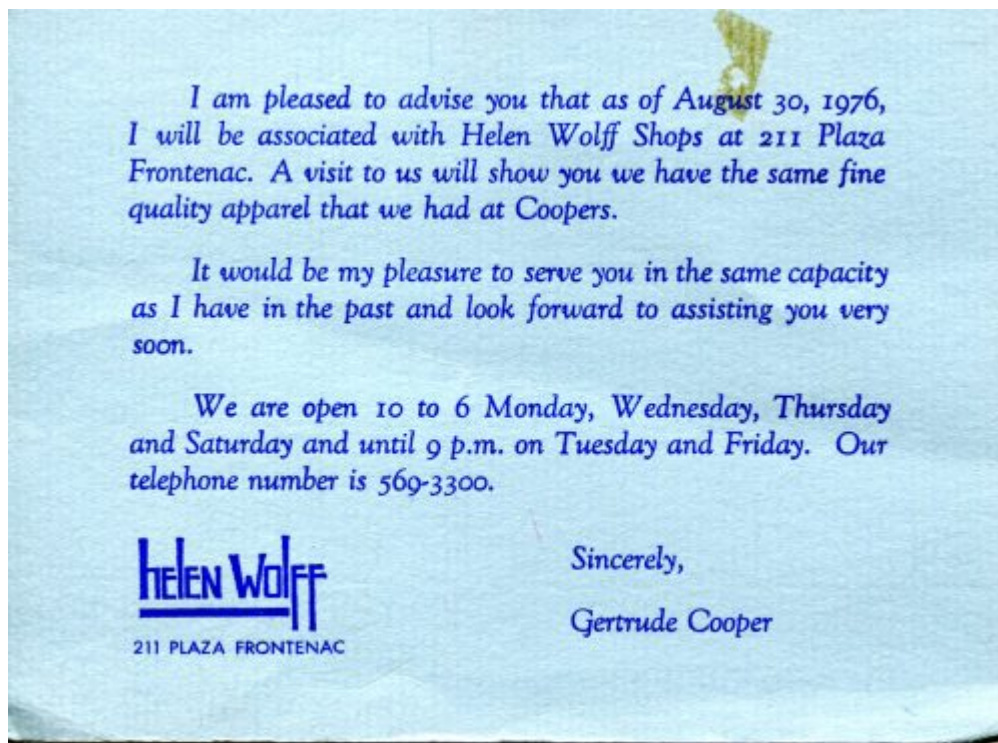 I am pleased to advise you that as of August 30, 1976,
I will be associated with Helen Wolff Shops at 211 Plaza
Frontenac. A visit to us will show you we have the same fine
quality apparel that we had at Coopers.
It would be my pleasure to serve you in the same capacity
as I have in the past and look forward to assisting you very
soon.
We are open 10 to 6 Monday, Wednesday, Thursday
and Saturday and until 9 p.m. on Tuesday and Friday. Our
telephone number is 569-3300.
Sincerely,
Gertrude Cooper
HELEN WOLFF
211 PLAZA FRONTENAC